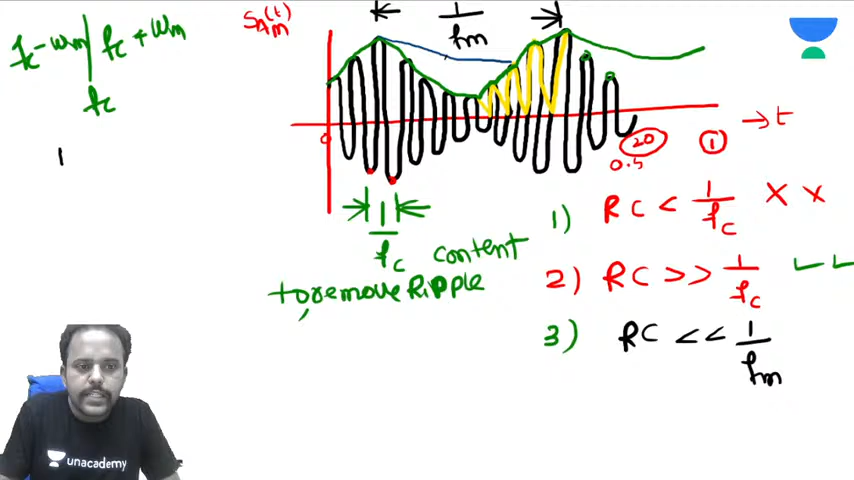 S_Am(t)
1/fm
fc-ωm / fc+ωm
fc
1
0
→t
20
1
0.5
1/fc
content
to remove Ripple
1) RC < 1/fc × ×
2) RC >> 1/fc ✓✓
3) RC << 1/fm
unacademy